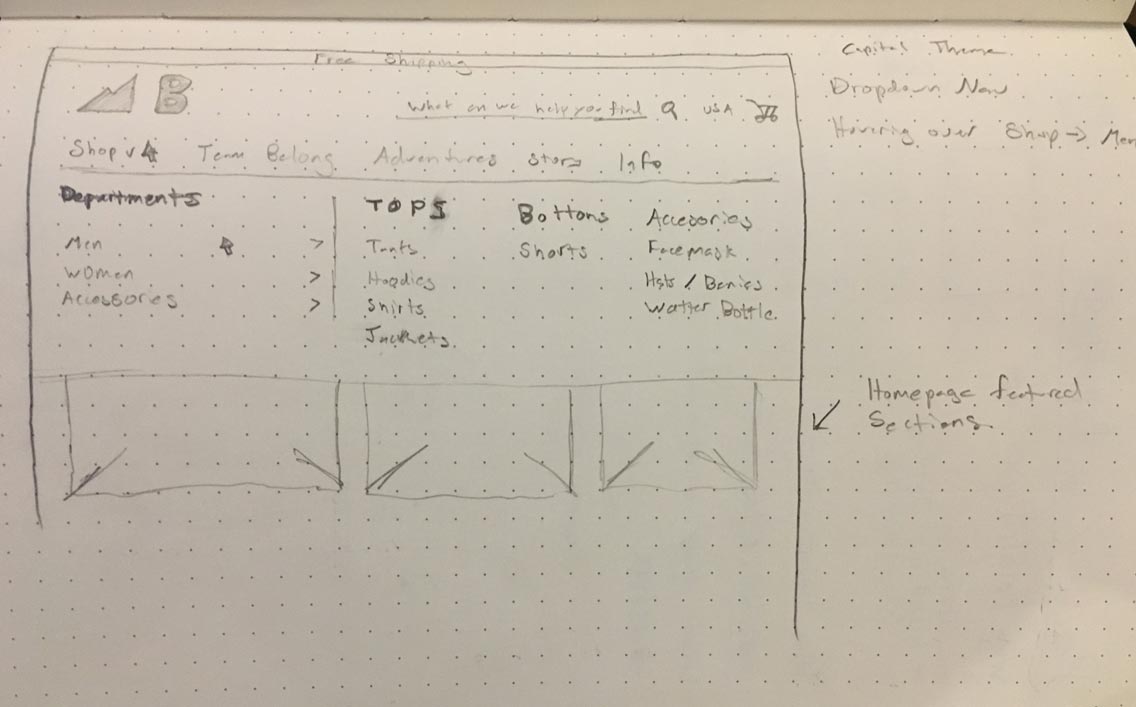 Free Shipping
Capital Theme
B
Dropdown Nav
What can we help you find
USA
Hovering over Shop → Men
Shop
Team Belong
Adventures
Store
Info
Departments
TOPS
Bottons
Accesories
Men >
Tanks
Shorts
Facemask
Women >
Hoodies
Hats / Benies
Accessories >
Shirts
Watter Bottle
Jackets
Homepage featured
Sections